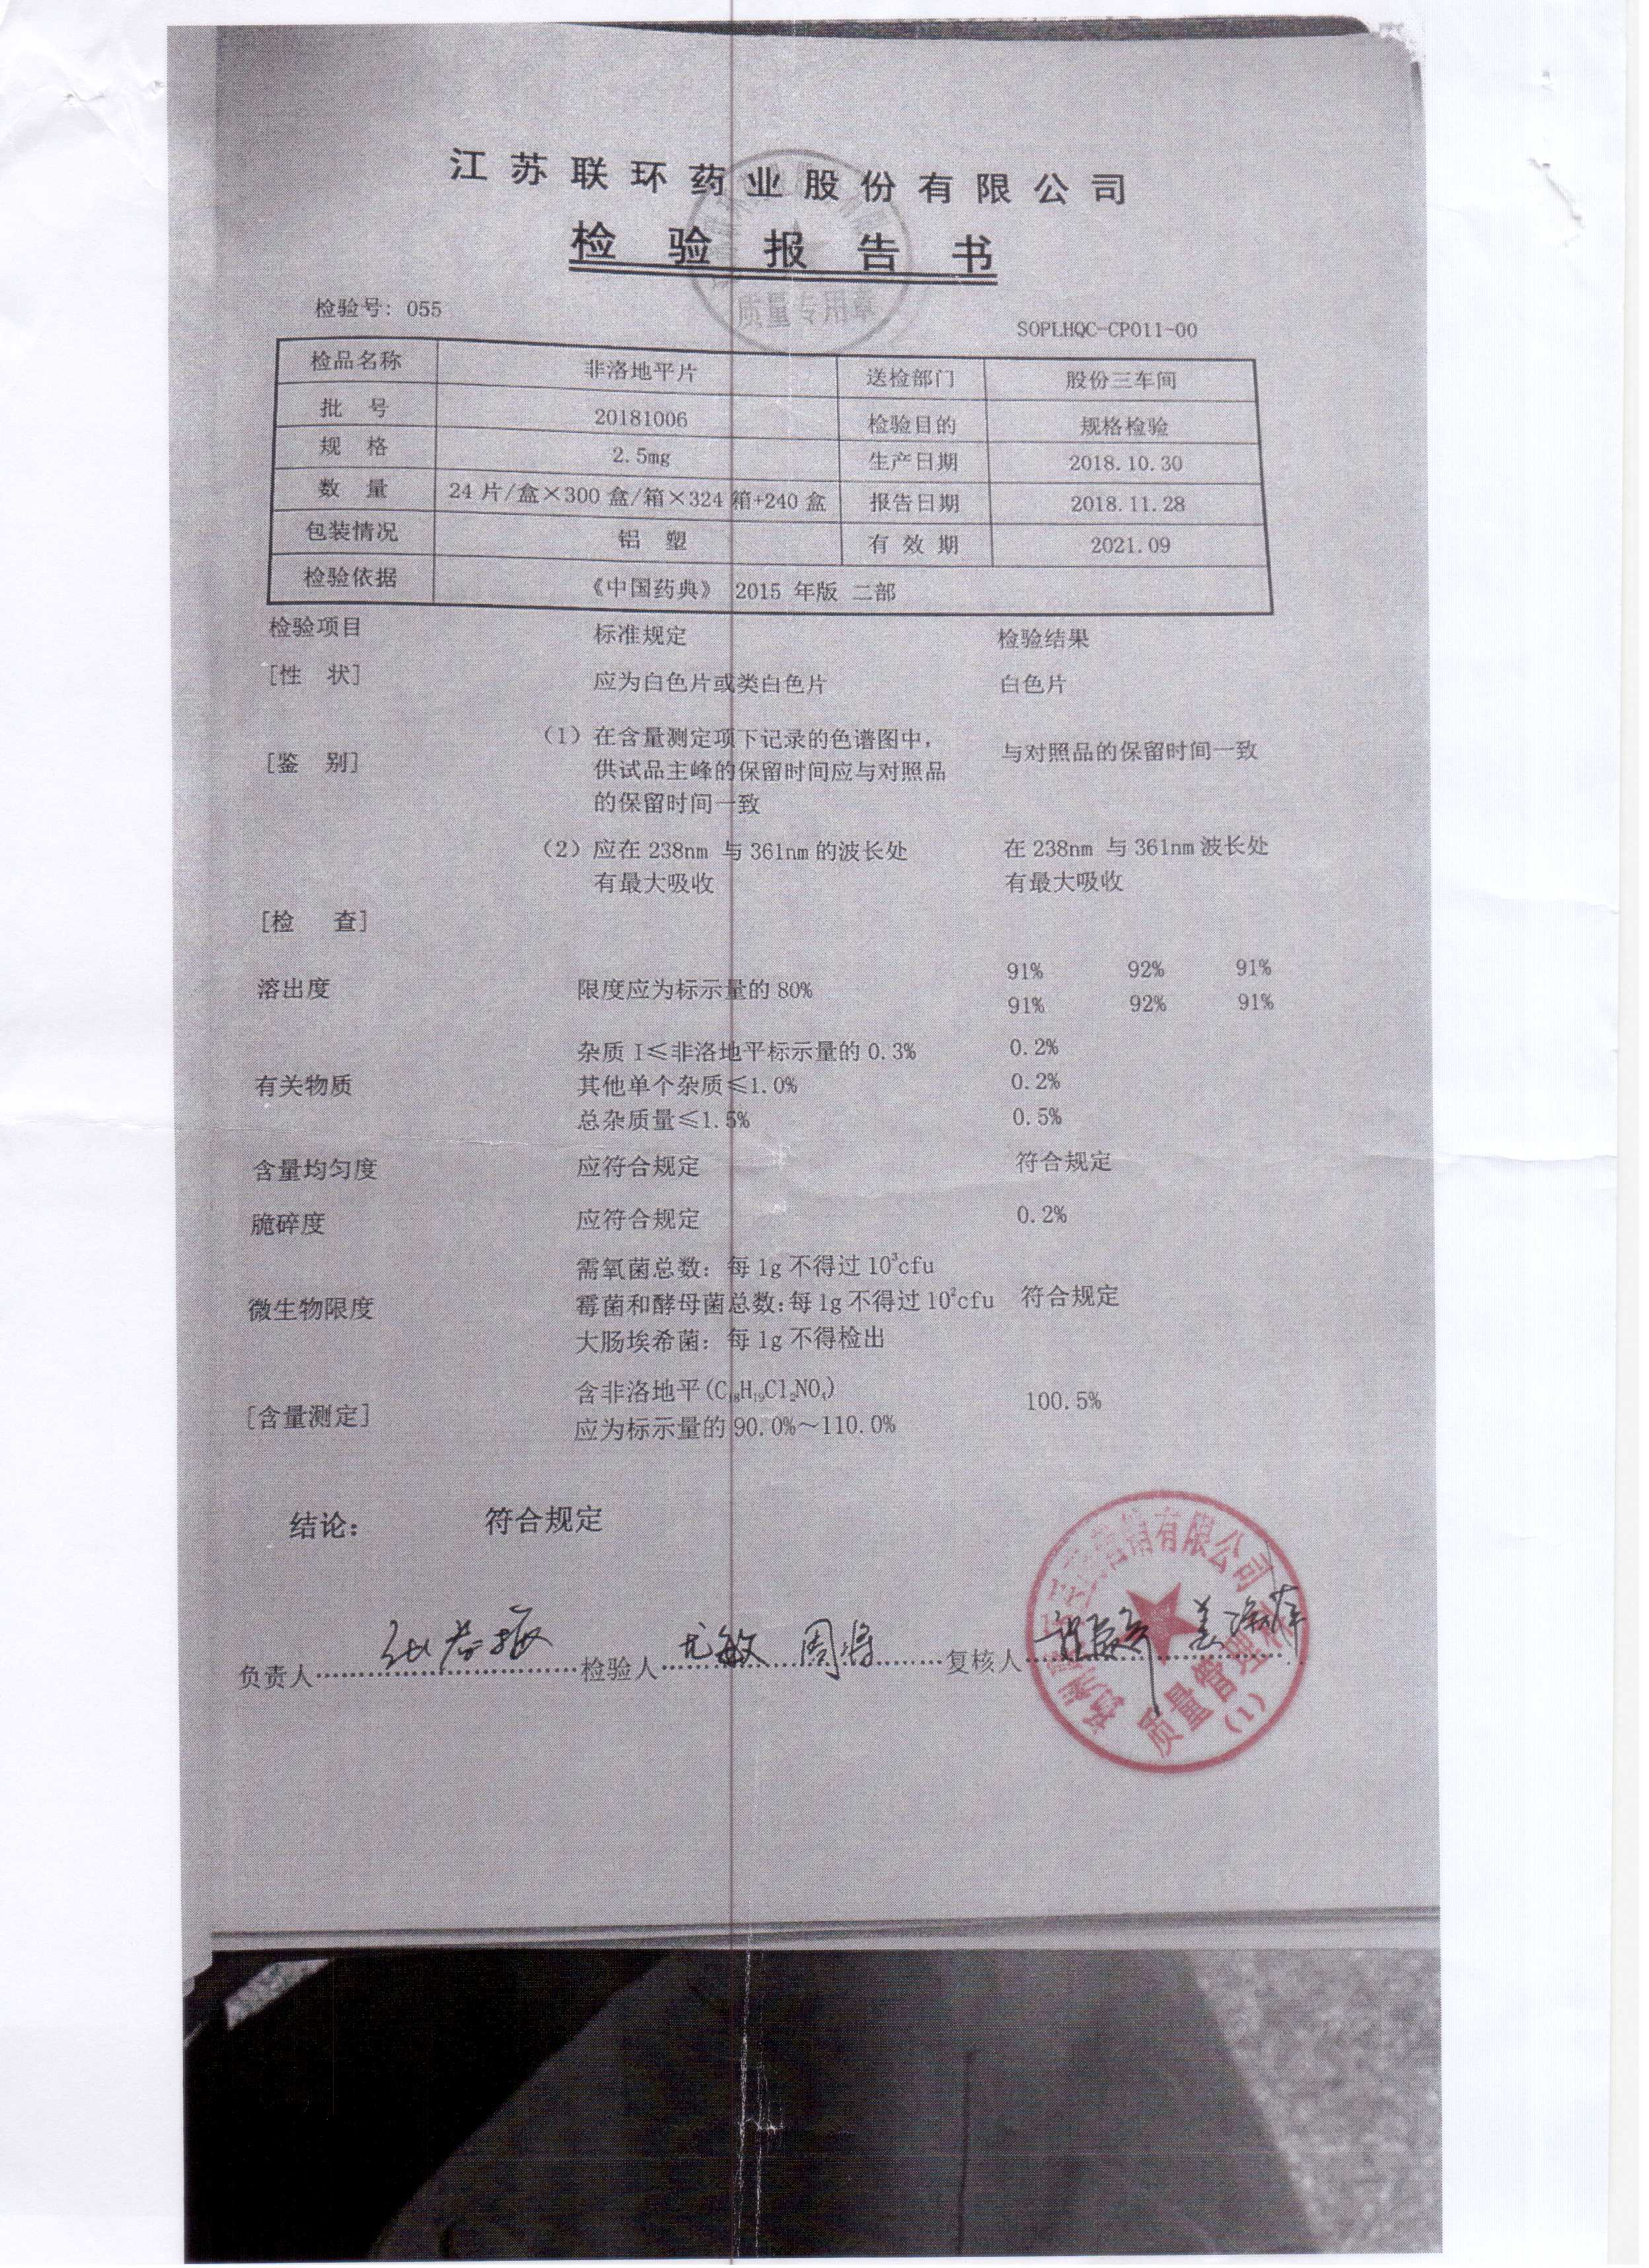 江苏联环药业股份有限公司
检验报告书
质量专用章
检验号：055
SOPLHQC-CP011-00
检品名称 非洛地平片 送检部门 股份三车间
批 号 20181006 检验目的 规格检验
规 格 2.5mg 生产日期 2018.10.30
数 量 24片/盒×300盒/箱×324箱+240盒 报告日期 2018.11.28
包装情况 铝 塑 有 效 期 2021.09
检验依据 《中国药典》 2015 年版 二部
检验项目 标准规定 检验结果
[性 状] 应为白色片或类白色片 白色片
[鉴 别] （1）在含量测定项下记录的色谱图中， 与对照品的保留时间一致
供试品主峰的保留时间应与对照品
的保留时间一致
（2）应在238nm 与361nm的波长处 在238nm 与361nm波长处
有最大吸收 有最大吸收
[检 查]
溶出度 限度应为标示量的80% 91% 92% 91%
91% 92% 91%
杂质 I≤非洛地平标示量的0.3% 0.2%
有关物质 其他单个杂质≤1.0% 0.2%
总杂质量≤1.5% 0.5%
含量均匀度 应符合规定 符合规定
脆碎度 应符合规定 0.2%
需氧菌总数：每1g不得过10³cfu
微生物限度 霉菌和酵母菌总数：每1g不得过10²cfu 符合规定
大肠埃希菌：每1g不得检出
含非洛地平(C₁₈H₁₉Cl₂NO₄) 100.5%
[含量测定] 应为标示量的90.0%～110.0%
结论： 符合规定
负责人 检验人 尤敏 周 复核人
有限公司
质量管理
(1)